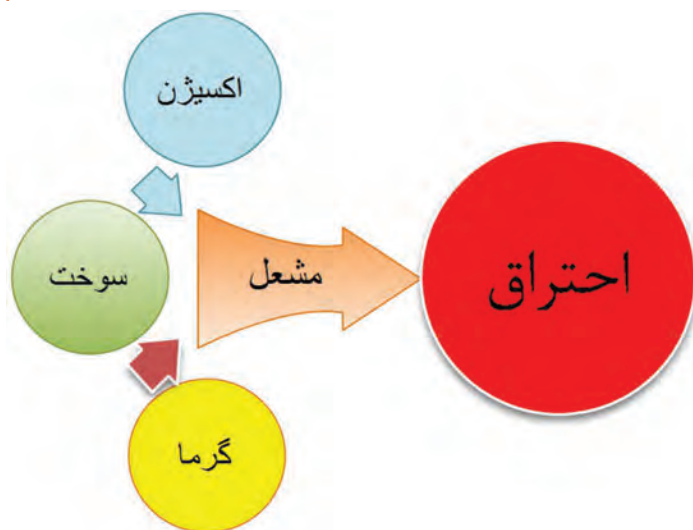 اکسیژن
سوخت
گرما
مشعل
احتراق